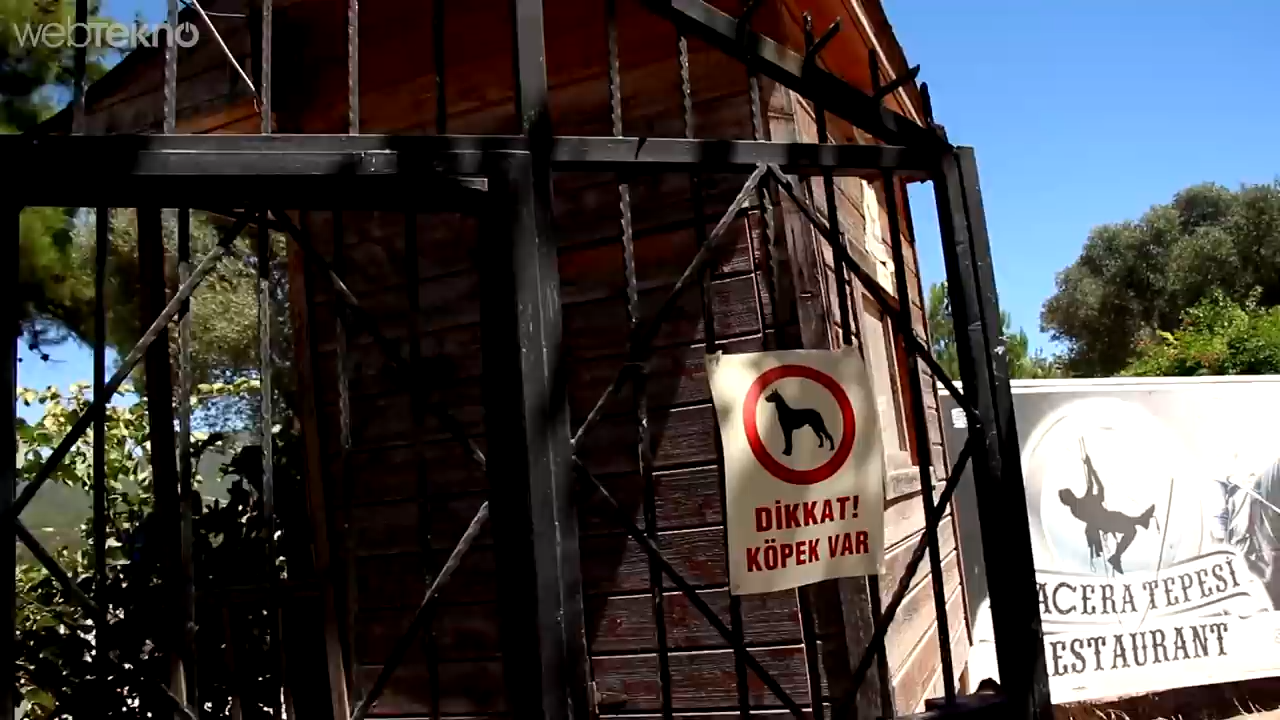 webTekno
DİKKAT!
KÖPEK VAR
ACERA TEPESİ
ESTAURANT